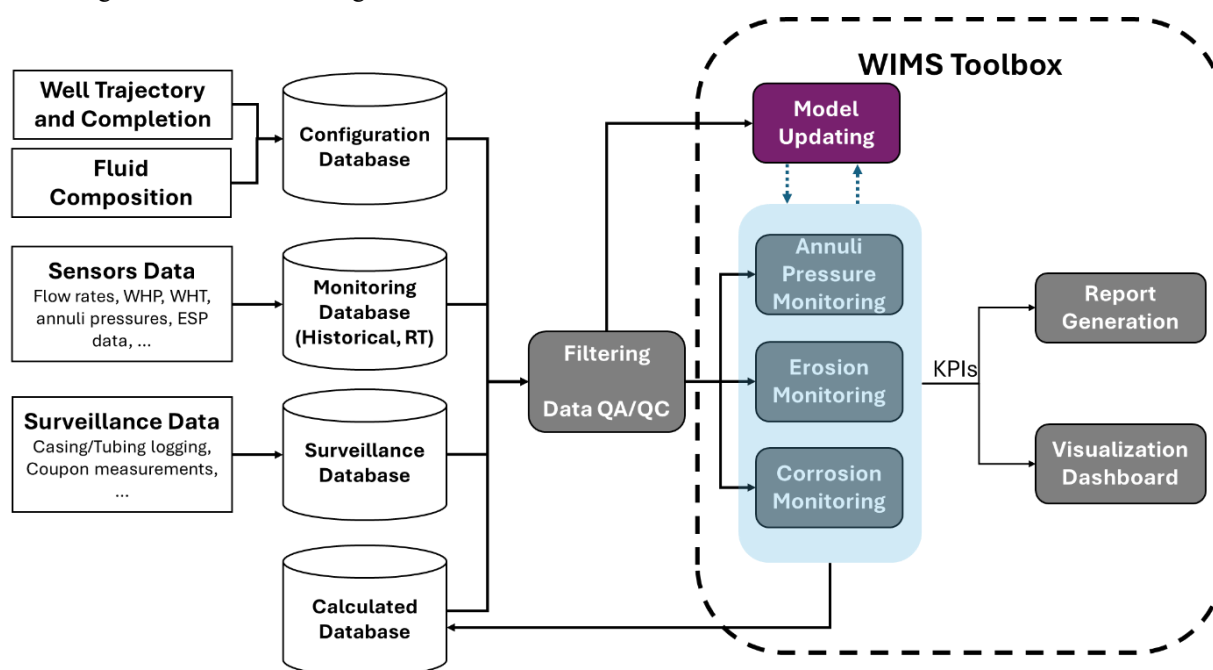 WIMS Toolbox
Well Trajectory
and Completion
Fluid
Composition
Configuration
Database
Model
Updating
Sensors Data
Flow rates, WHP, WHT,
annuli pressures, ESP
data, ...
Monitoring
Database
(Historical, RT)
Surveillance Data
Casing/Tubing logging,
Coupon measurements,
...
Surveillance
Database
Calculated
Database
Filtering
Data QA/QC
Annuli
Pressure
Monitoring
Erosion
Monitoring
Corrosion
Monitoring
KPIs
Report
Generation
Visualization
Dashboard